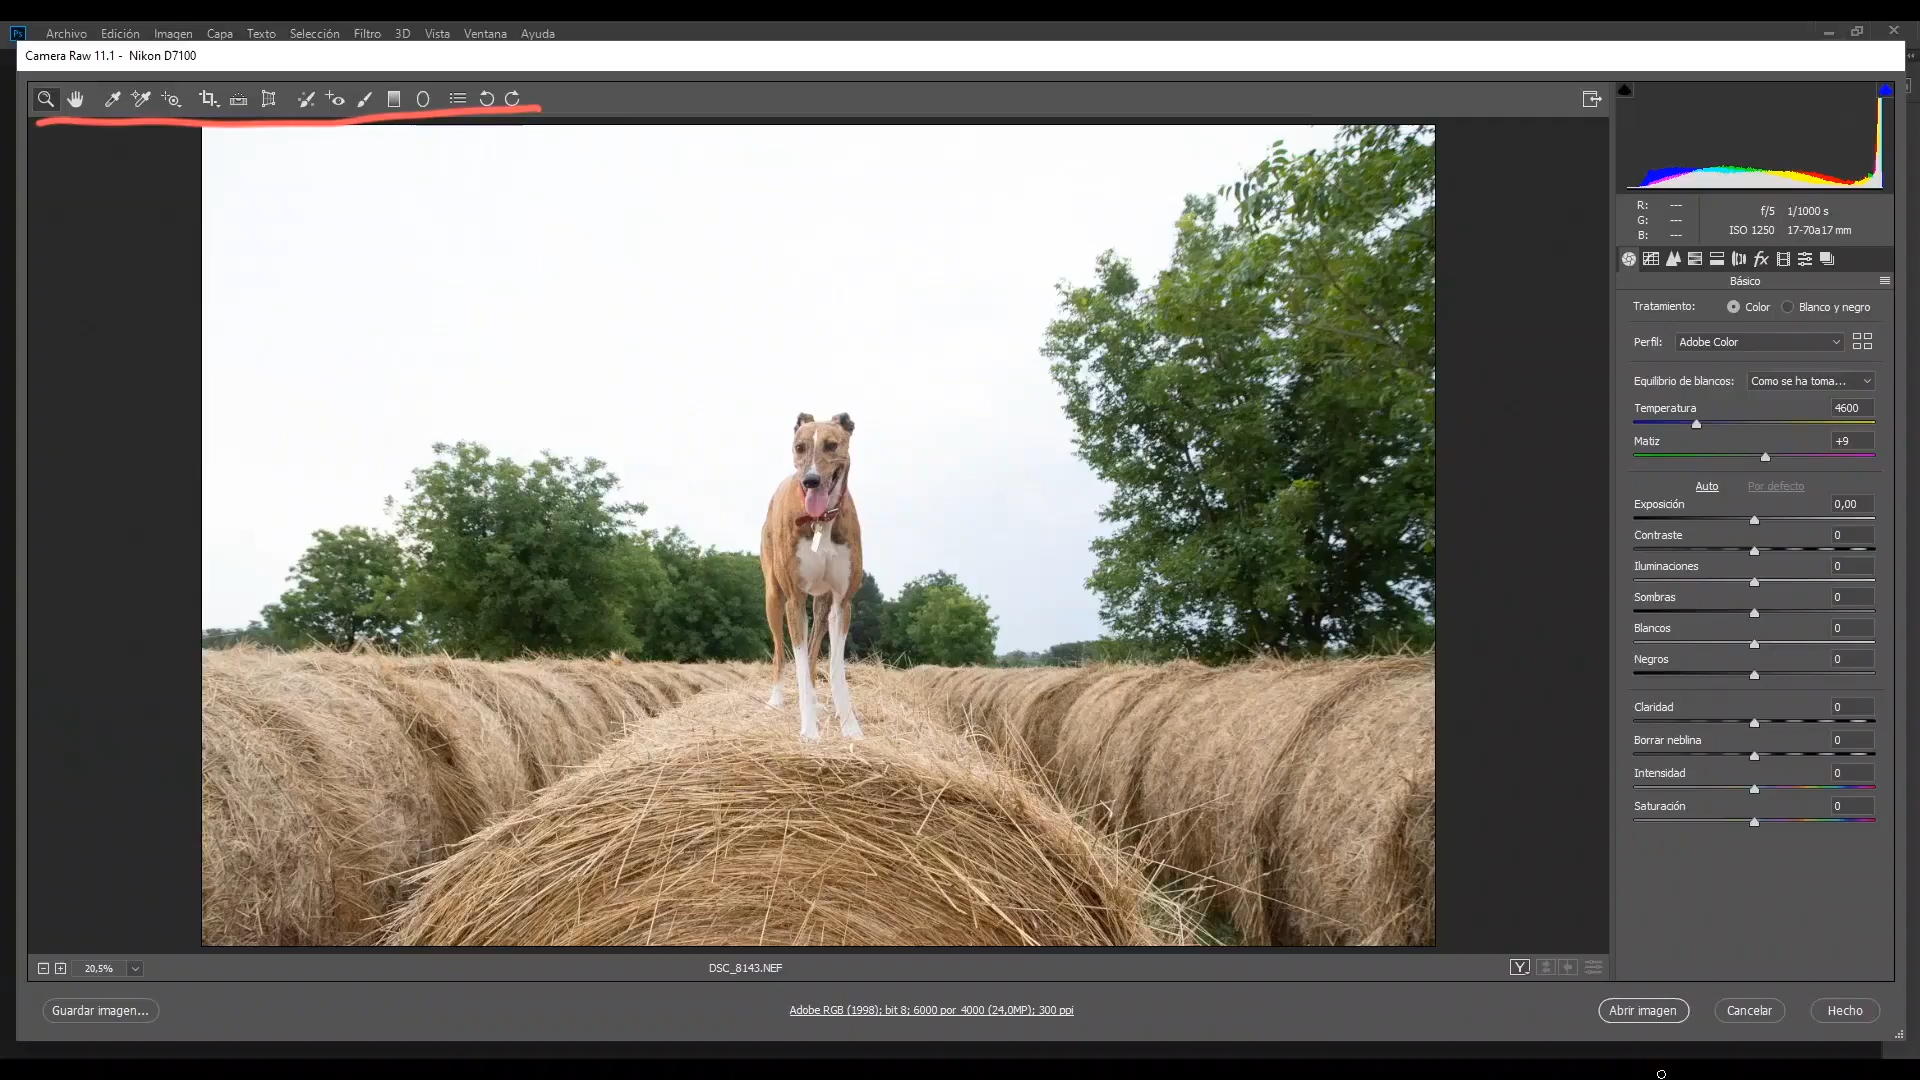 Ps Archivo Edición Imagen Capa Texto Selección Filtro 3D Vista Ventana Ayuda
Camera Raw 11.1 - Nikon D7100
R: ---
G: ---
B: ---
f/5 1/1000 s
ISO 1250 17-70a17 mm
fx
Básico
Tratamiento: Color Blanco y negro
Perfil: Adobe Color
Equilibrio de blancos: Como se ha toma...
Temperatura 4600
Matiz +9
Auto Por defecto
Exposición 0,00
Contraste 0
Iluminaciones 0
Sombras 0
Blancos 0
Negros 0
Claridad 0
Borrar neblina 0
Intensidad 0
Saturación 0
20,5% DSC_8143.NEF Y
Guardar imagen... Adobe RGB (1998); bit 8; 6000 por 4000 (24,0MP); 300 ppi Abrir imagen Cancelar Hecho